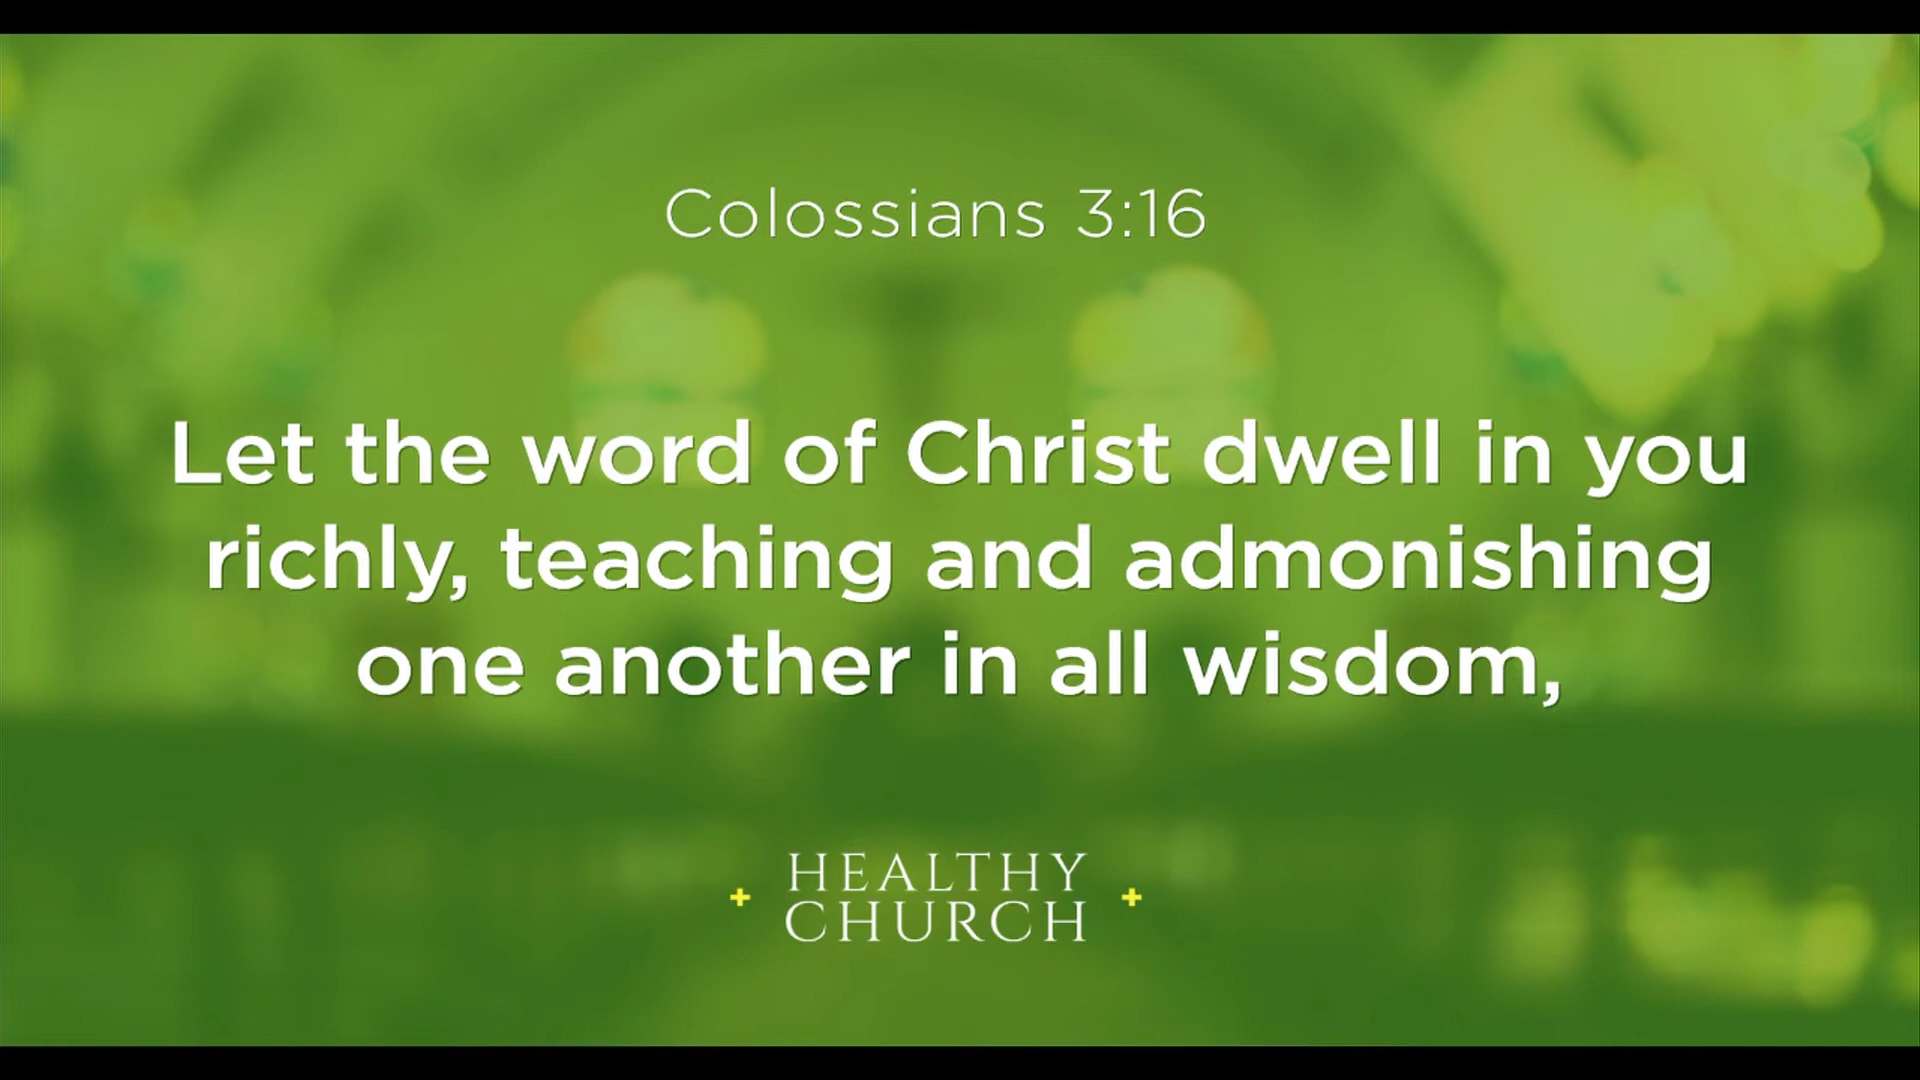 Colossians 3:16
Let the word of Christ dwell in you
richly, teaching and admonishing
one another in all wisdom,
HEALTHY
CHURCH